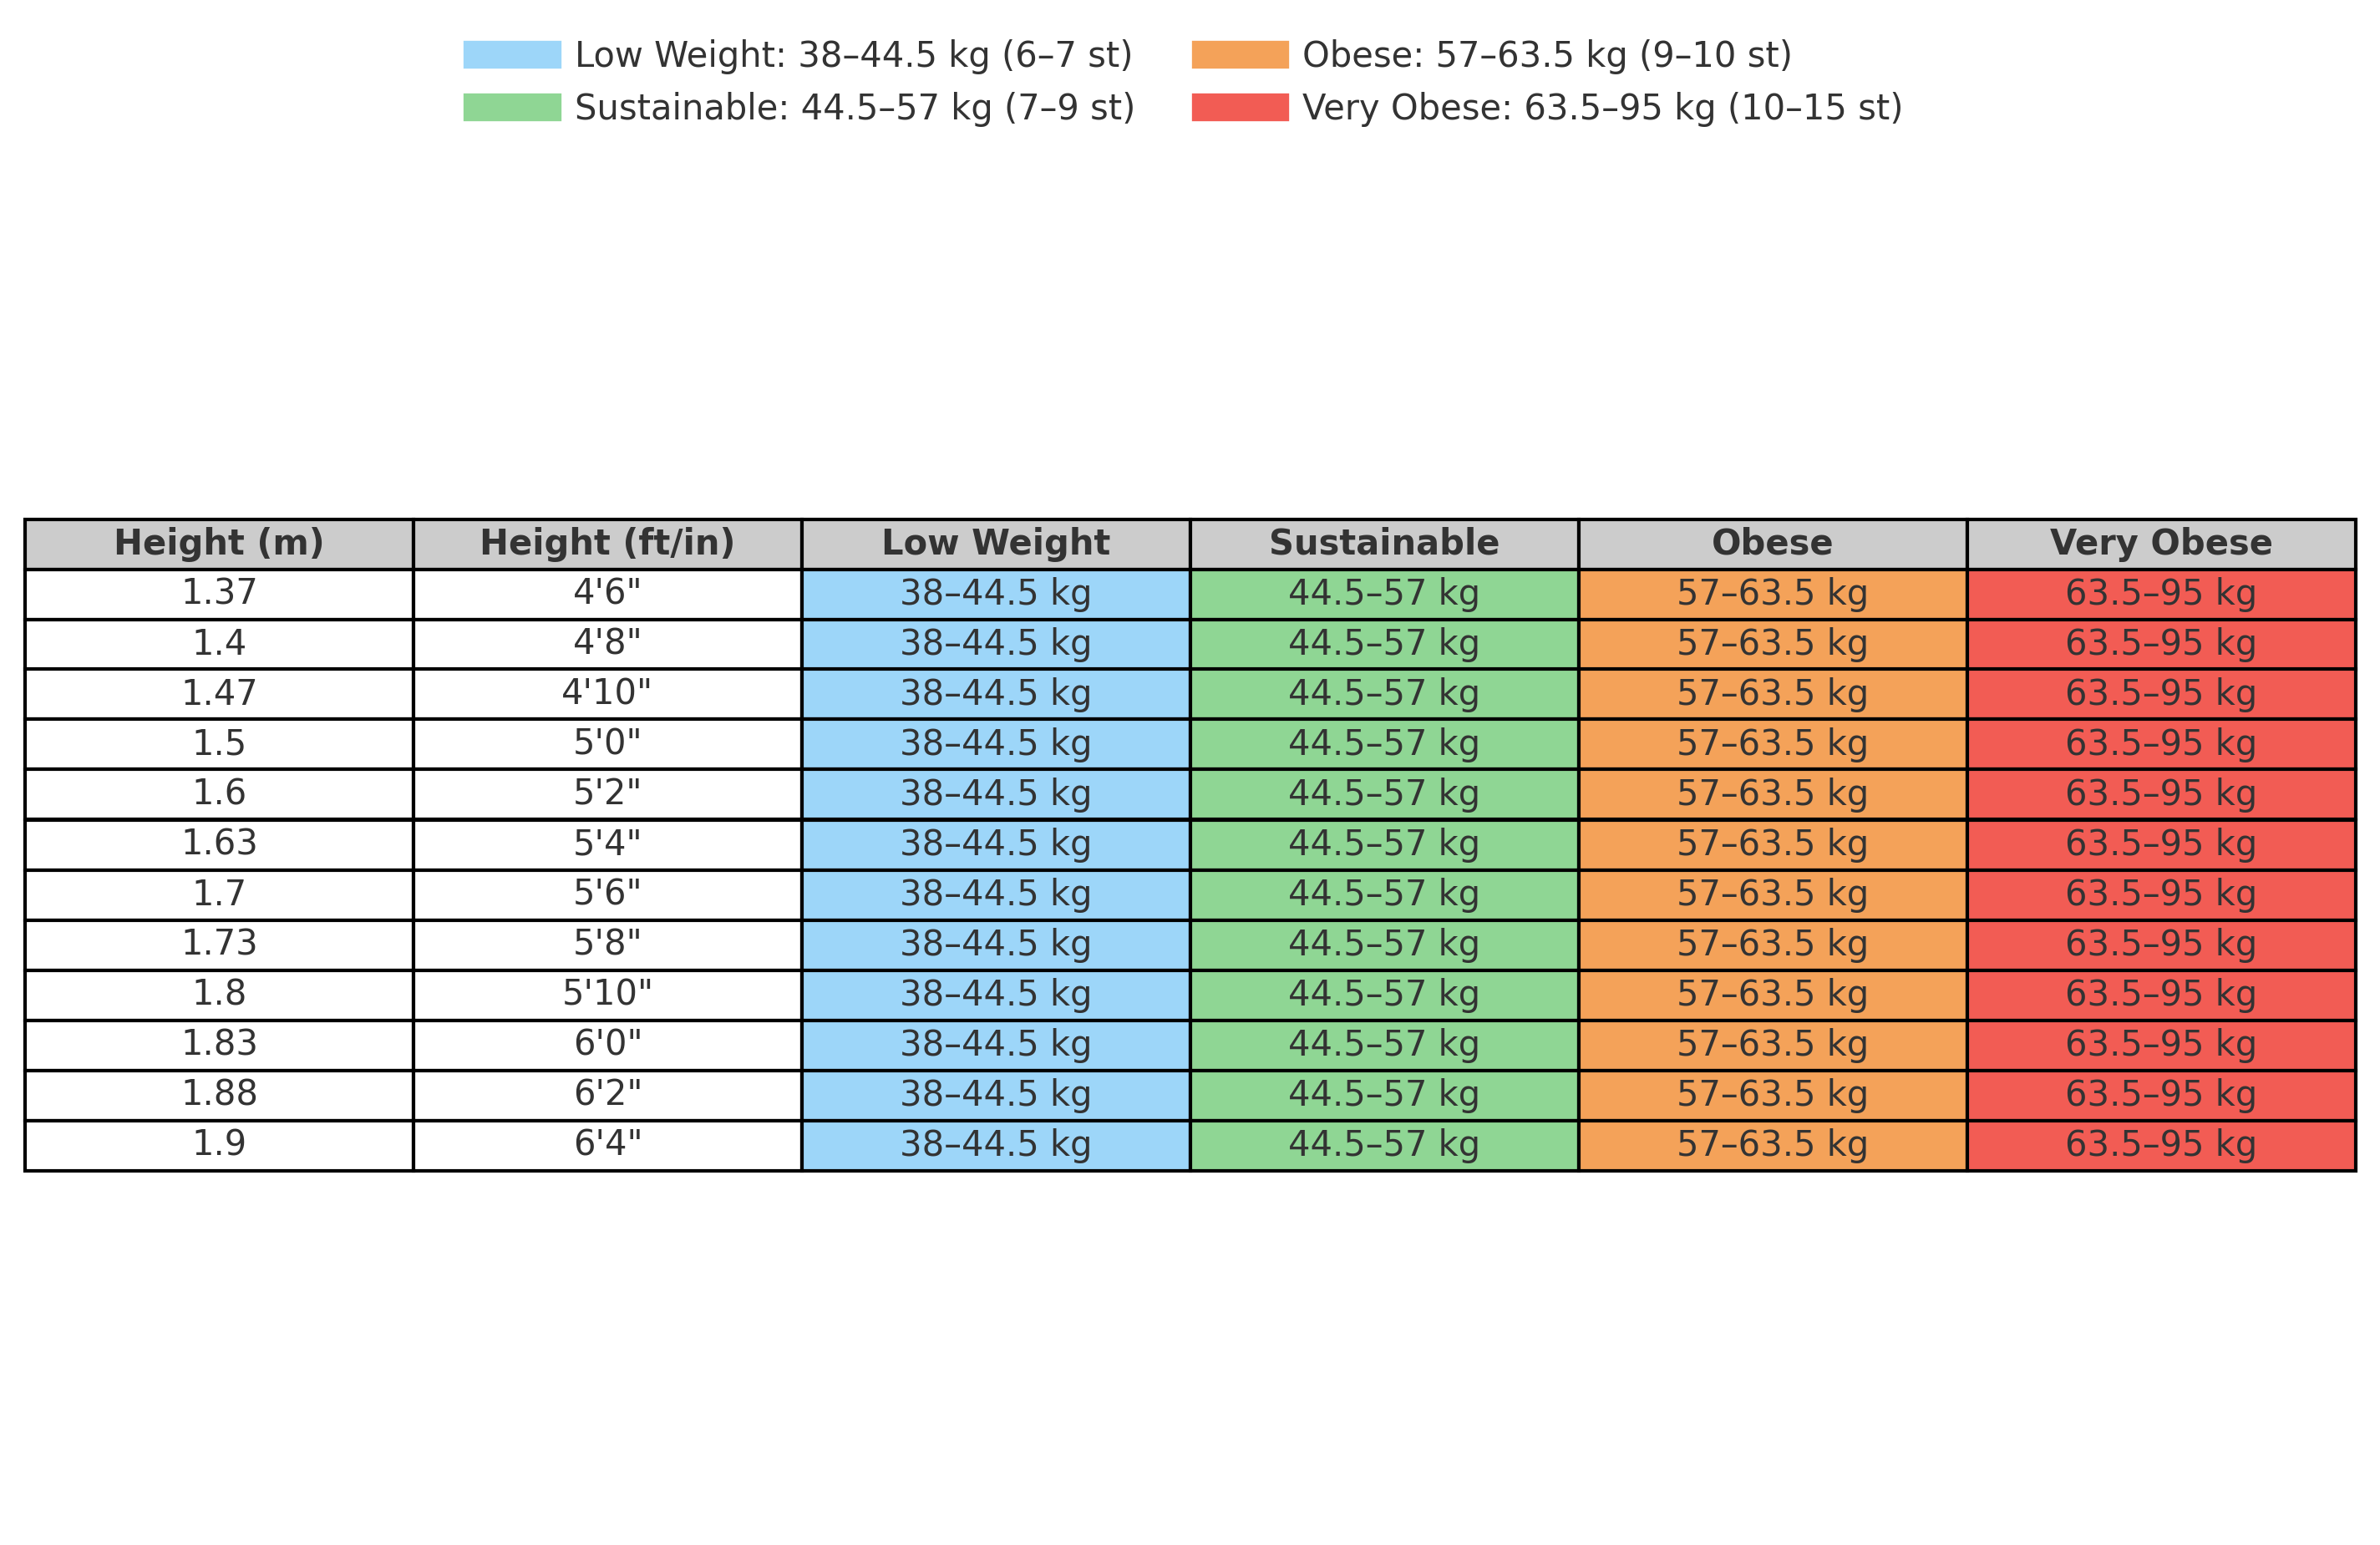 Low Weight: 38–44.5 kg (6–7 st)
Sustainable: 44.5–57 kg (7–9 st)
Obese: 57–63.5 kg (9–10 st)
Very Obese: 63.5–95 kg (10–15 st)
Height (m) Height (ft/in) Low Weight Sustainable Obese Very Obese
1.37 4'6" 38–44.5 kg 44.5–57 kg 57–63.5 kg 63.5–95 kg
1.4 4'8" 38–44.5 kg 44.5–57 kg 57–63.5 kg 63.5–95 kg
1.47 4'10" 38–44.5 kg 44.5–57 kg 57–63.5 kg 63.5–95 kg
1.5 5'0" 38–44.5 kg 44.5–57 kg 57–63.5 kg 63.5–95 kg
1.6 5'2" 38–44.5 kg 44.5–57 kg 57–63.5 kg 63.5–95 kg
1.63 5'4" 38–44.5 kg 44.5–57 kg 57–63.5 kg 63.5–95 kg
1.7 5'6" 38–44.5 kg 44.5–57 kg 57–63.5 kg 63.5–95 kg
1.73 5'8" 38–44.5 kg 44.5–57 kg 57–63.5 kg 63.5–95 kg
1.8 5'10" 38–44.5 kg 44.5–57 kg 57–63.5 kg 63.5–95 kg
1.83 6'0" 38–44.5 kg 44.5–57 kg 57–63.5 kg 63.5–95 kg
1.88 6'2" 38–44.5 kg 44.5–57 kg 57–63.5 kg 63.5–95 kg
1.9 6'4" 38–44.5 kg 44.5–57 kg 57–63.5 kg 63.5–95 kg